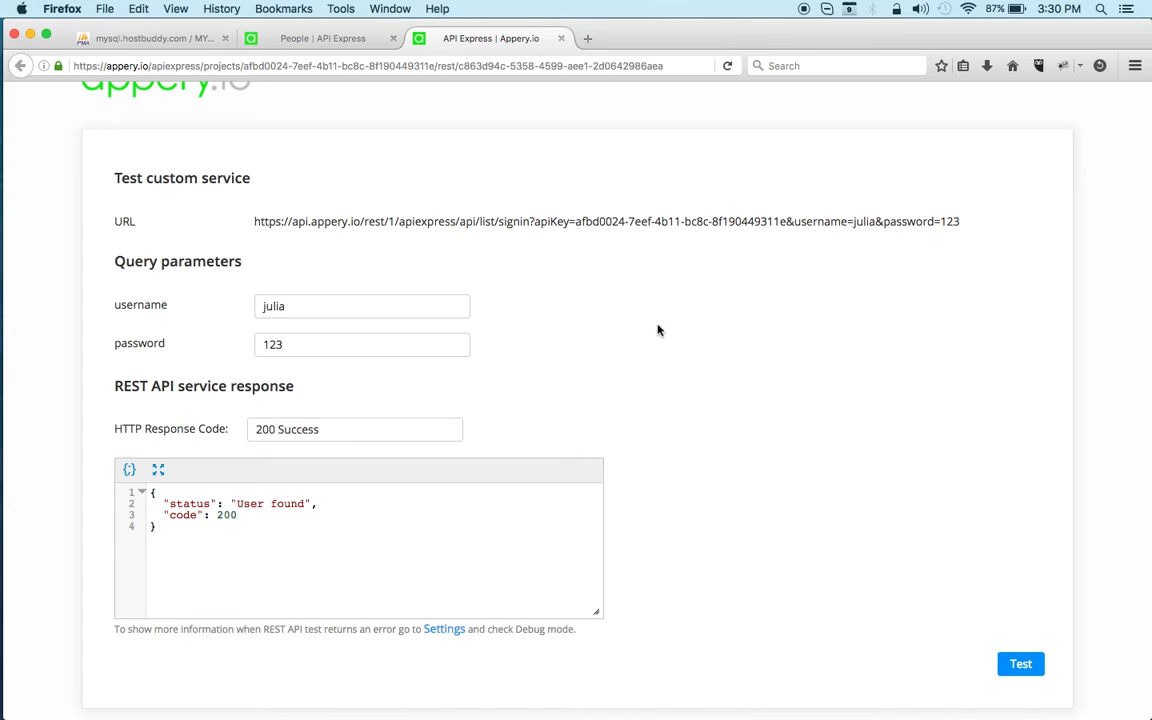 Firefox File Edit View History Bookmarks Tools Window Help 9 87% 3:30 PM
PMA mysql.hostbuddy.com / MY... × People | API Express × API Express | Appery.io × +
https://appery.io/apiexpress/projects/afbd0024-7eef-4b11-bc8c-8f190449311e/rest/c863d94c-5358-4599-aee1-2d0642986aea Search
appery.io
Test custom service
URL https://api.appery.io/rest/1/apiexpress/api/list/signin?apiKey=afbd0024-7eef-4b11-bc8c-8f190449311e&username=julia&password=123
Query parameters
username julia
password 123
REST API service response
HTTP Response Code: 200 Success
{;}
1 {
2 "status": "User found",
3 "code": 200
4 }
To show more information when REST API test returns an error go to Settings and check Debug mode.
Test